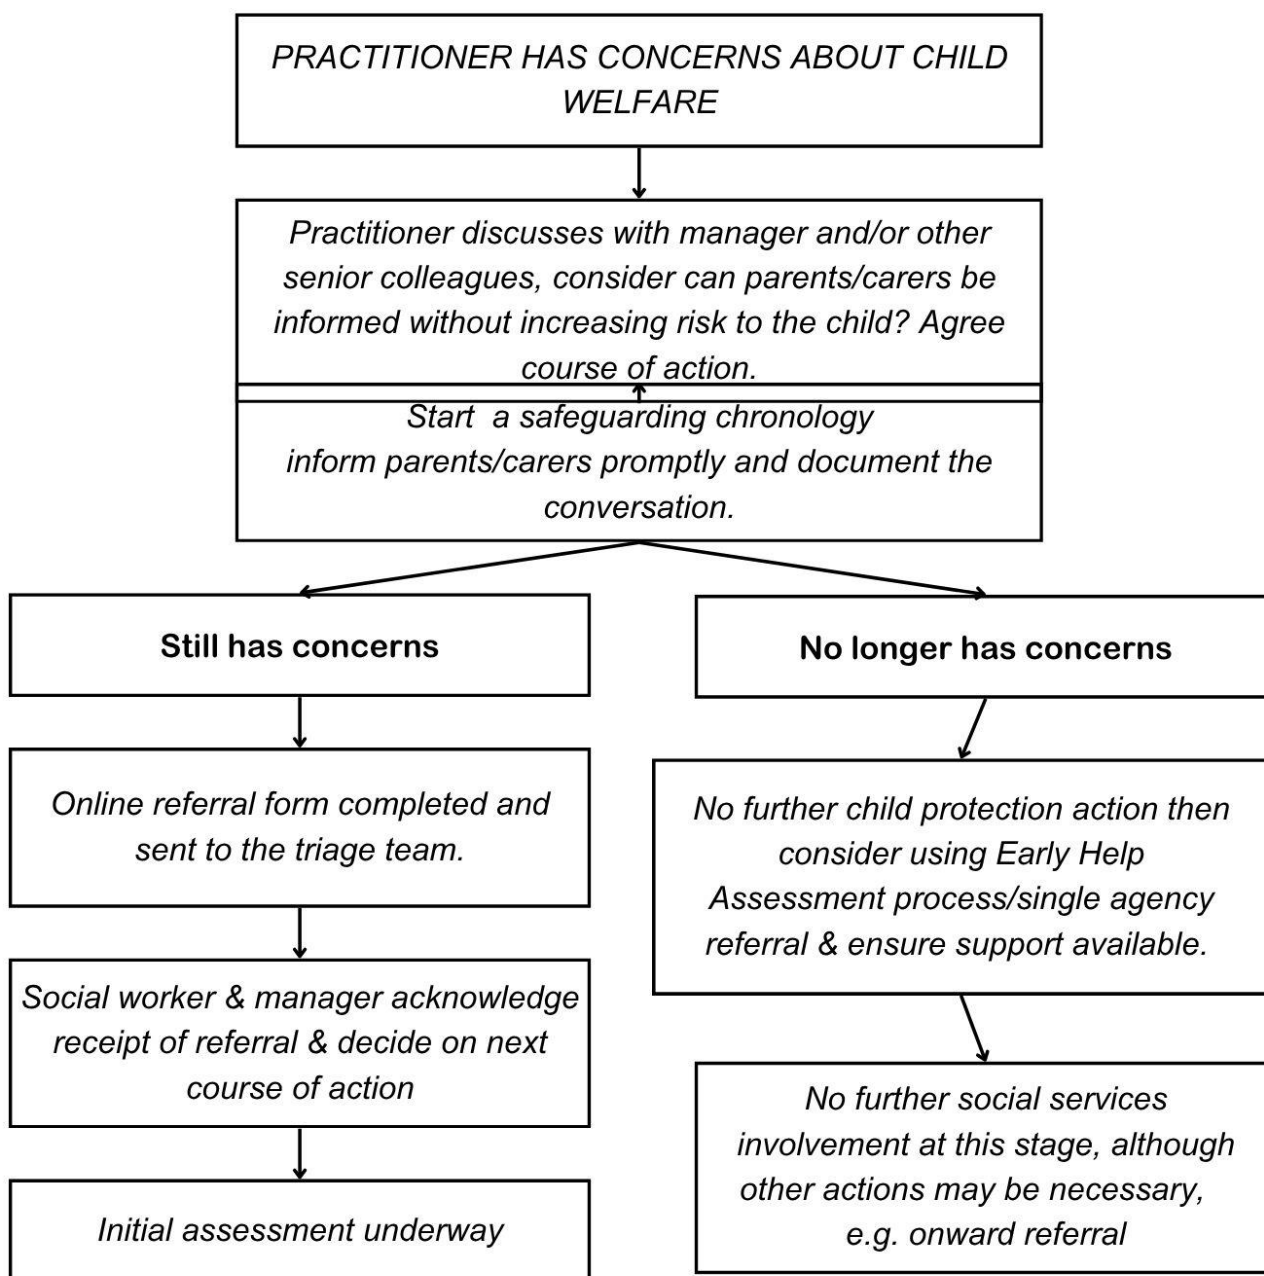 PRACTITIONER HAS CONCERNS ABOUT CHILD
WELFARE
Practitioner discusses with manager and/or other
senior colleagues, consider can parents/carers be
informed without increasing risk to the child? Agree
course of action.
Start a safeguarding chronology
inform parents/carers promptly and document the
conversation.
Still has concerns
Online referral form completed and
sent to the triage team.
Social worker & manager acknowledge
receipt of referral & decide on next
course of action
Initial assessment underway
No longer has concerns
No further child protection action then
consider using Early Help
Assessment process/single agency
referral & ensure support available.
No further social services
involvement at this stage, although
other actions may be necessary,
e.g. onward referral